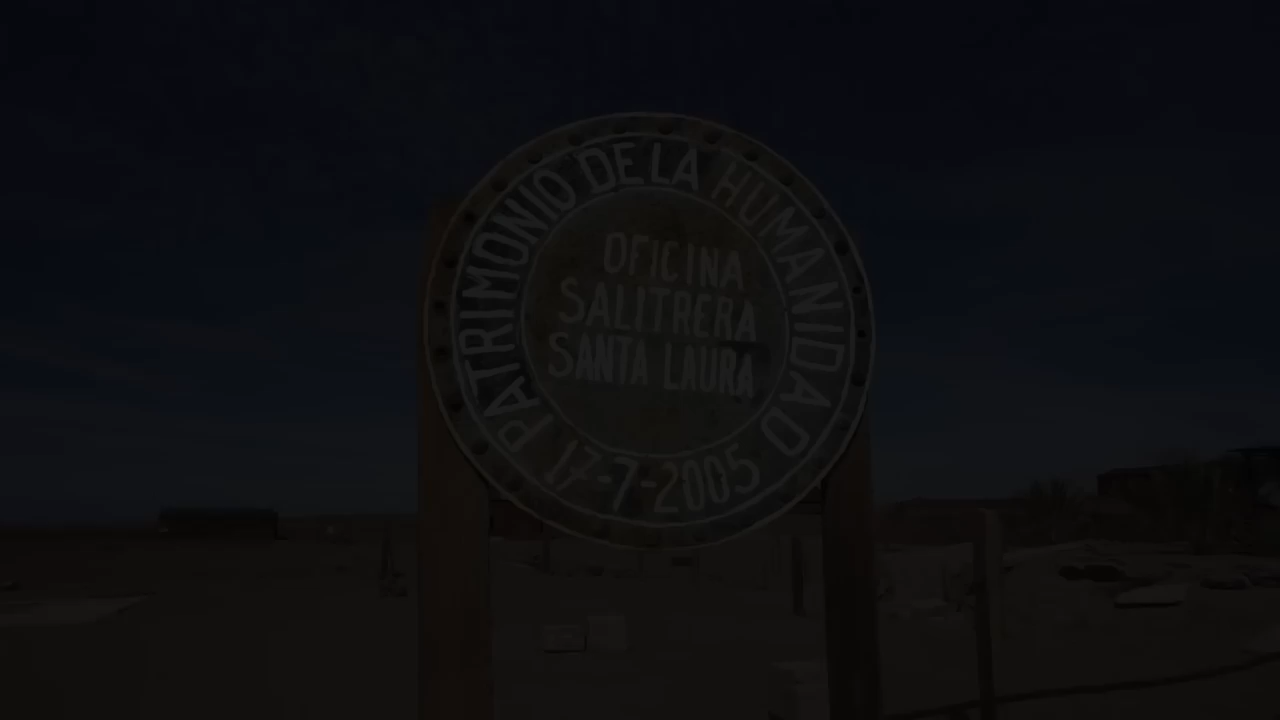 PATRIMONIO DE LA HUMANIDAD
OFICINA
SALITRERA
SANTA LAURA
17-7-2005